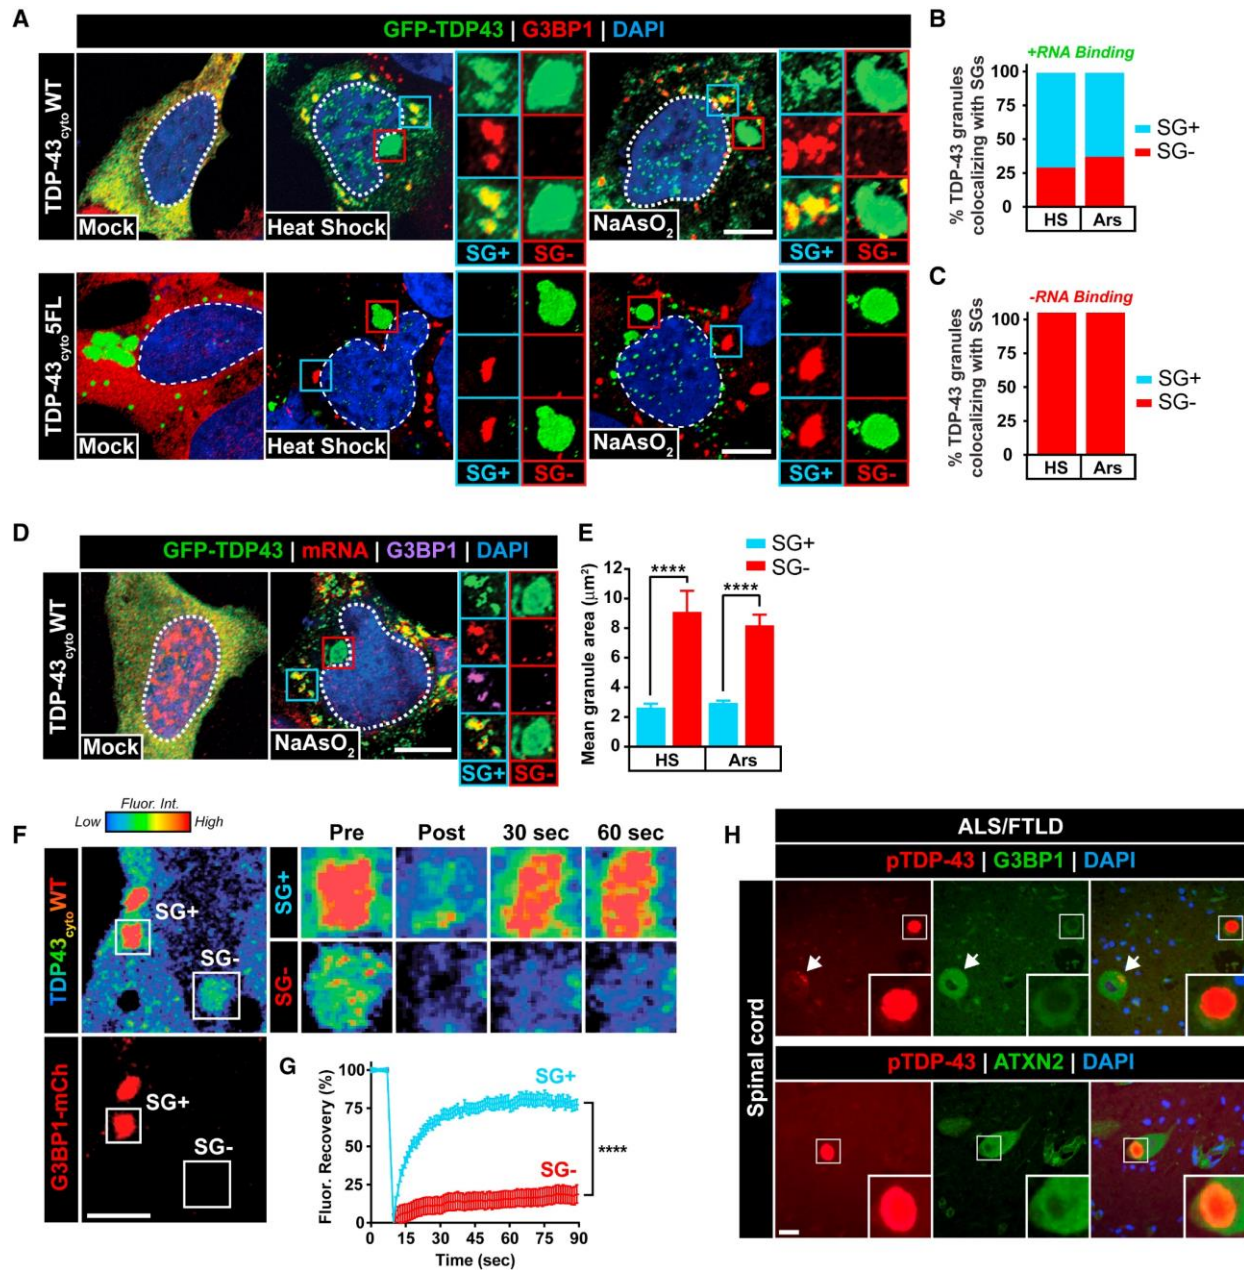 A
GFP-TDP43 | G3BP1 | DAPI
TDP-43cyto WT
Mock
Heat Shock
SG+
SG-
NaAsO2
SG+
SG-
TDP-43cyto 5FL
Mock
Heat Shock
SG+
SG-
NaAsO2
SG+
SG-
B
+RNA Binding
% TDP-43 granules
colocalizing with SGs
100
75
50
25
0
HS
Ars
SG+
SG-
C
-RNA Binding
% TDP-43 granules
colocalizing with SGs
100
75
50
25
0
HS
Ars
SG+
SG-
D
GFP-TDP43 | mRNA | G3BP1 | DAPI
TDP-43cyto WT
Mock
NaAsO2
SG+
SG-
E
SG+
SG-
Mean granule area (μm²)
12
10
8
6
4
2
0
****
****
HS
Ars
F
Fluor. Int.
Low
High
TDP43cyto WT
SG+
SG-
Pre
Post
30 sec
60 sec
SG+
SG-
G3BP1-mCh
SG+
SG-
G
Fluor. Recovery (%)
100
75
50
25
0
SG+
SG-
****
0
15
30
45
60
75
90
Time (sec)
H
ALS/FTLD
pTDP-43 | G3BP1 | DAPI
Spinal cord
pTDP-43 | ATXN2 | DAPI